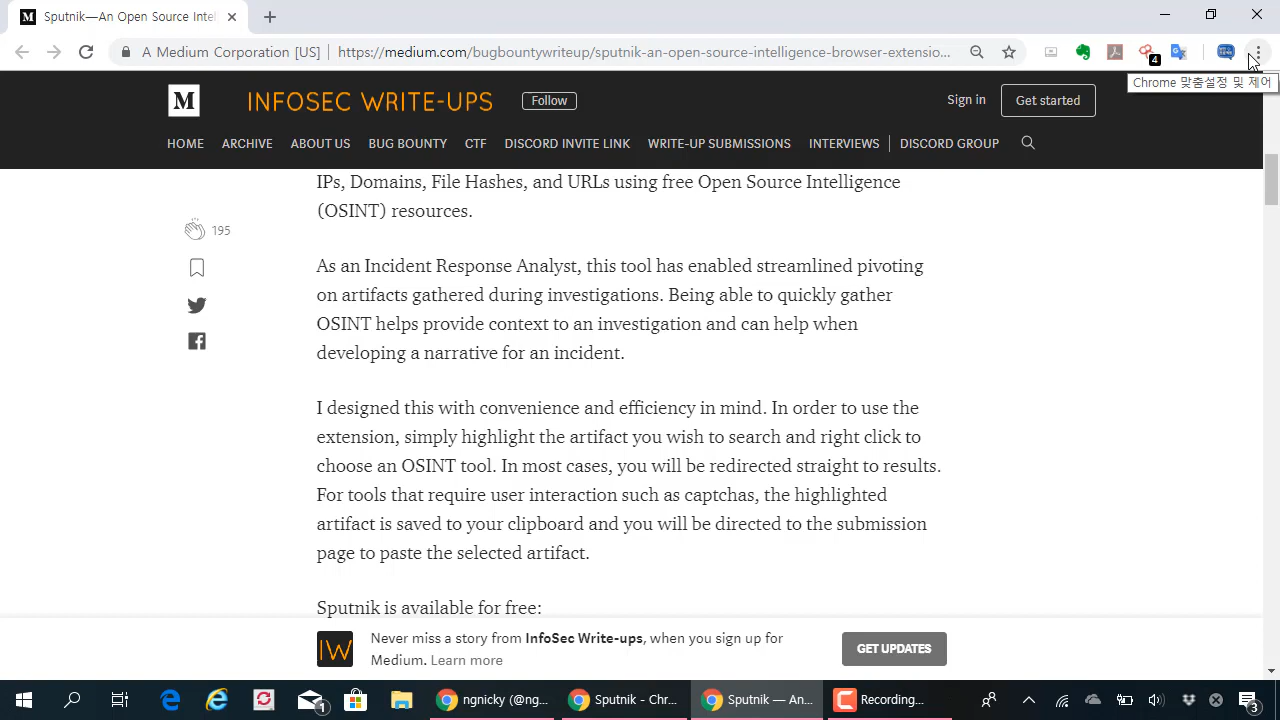 Sputnik—An Open Source Intel
A Medium Corporation [US]
https://medium.com/bugbountywriteup/sputnik-an-open-source-intelligence-browser-extensio...
4
Chrome 맞춤설정 및 제어
M
INFOSEC WRITE-UPS
Follow
Sign in
Get started
HOME
ARCHIVE
ABOUT US
BUG BOUNTY
CTF
DISCORD INVITE LINK
WRITE-UP SUBMISSIONS
INTERVIEWS
DISCORD GROUP
IPs, Domains, File Hashes, and URLs using free Open Source Intelligence
(OSINT) resources.
195
As an Incident Response Analyst, this tool has enabled streamlined pivoting
on artifacts gathered during investigations. Being able to quickly gather
OSINT helps provide context to an investigation and can help when
developing a narrative for an incident.
I designed this with convenience and efficiency in mind. In order to use the
extension, simply highlight the artifact you wish to search and right click to
choose an OSINT tool. In most cases, you will be redirected straight to results.
For tools that require user interaction such as captchas, the highlighted
artifact is saved to your clipboard and you will be directed to the submission
page to paste the selected artifact.
Sputnik is available for free:
IW
Never miss a story from InfoSec Write-ups, when you sign up for
Medium. Learn more
GET UPDATES
1
ngnicky (@ng...
Sputnik - Chr...
Sputnik — An...
Recording...
3